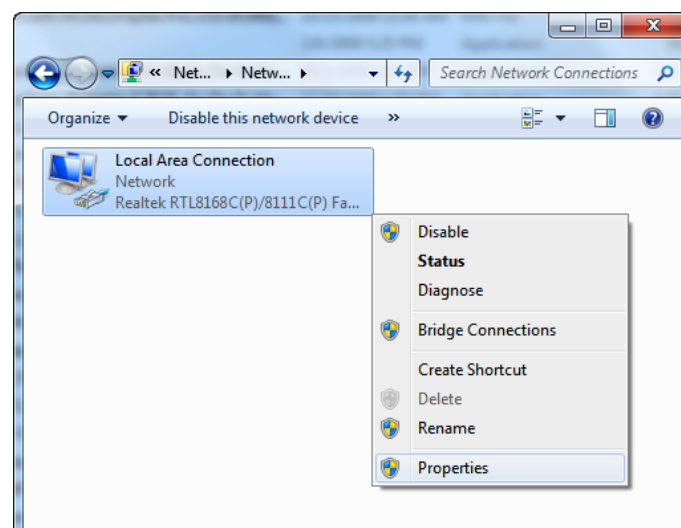 « Net... Netw...
Search Network Connections
Organize Disable this network device »
Local Area Connection
Network
Realtek RTL8168C(P)/8111C(P) Fa...
Disable
Status
Diagnose
Bridge Connections
Create Shortcut
Delete
Rename
Properties